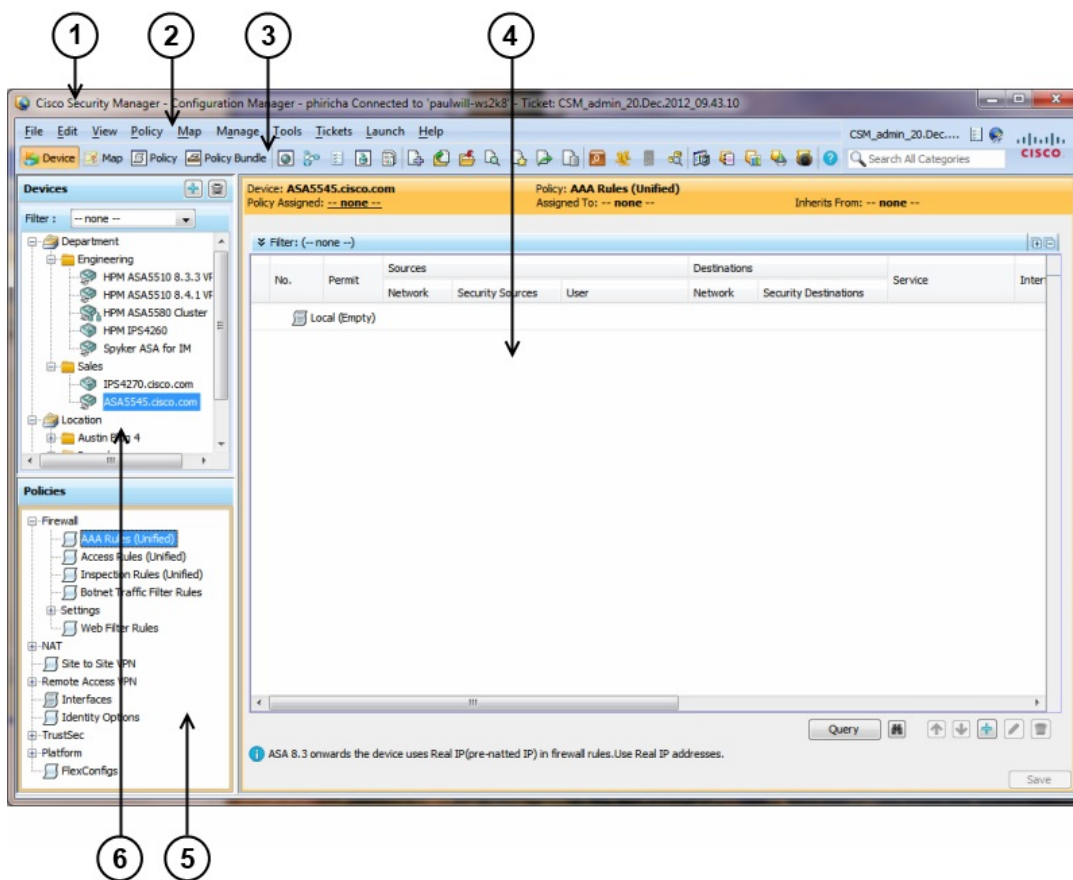 1 2 3 4
Cisco Security Manager - Configuration Manager - phiricha Connected to 'paulwill-ws2k8' - Ticket: CSM_admin_20.Dec.2012_09.43.10
File Edit View Policy Map Manage Tools Tickets Launch Help CSM_admin_20.Dec....
Device Map Policy Policy Bundle Search All Categories CISCO
Devices
Filter : -- none --
Department
Engineering
HPM ASA5510 8.3.3 VF
HPM ASA5510 8.4.1 VF
HPM ASA5580 Cluster
HPM IPS4260
Spyker ASA for IM
Sales
IPS4270.cisco.com
ASA5545.cisco.com
Location
Austin Bldg 4
Policies
Firewall
AAA Rules (Unified)
Access Rules (Unified)
Inspection Rules (Unified)
Botnet Traffic Filter Rules
Settings
Web Filter Rules
NAT
Site to Site VPN
Remote Access VPN
Interfaces
Identity Options
TrustSec
Platform
FlexConfigs
Device: ASA5545.cisco.com Policy: AAA Rules (Unified)
Policy Assigned: -- none -- Assigned To: -- none -- Inherits From: -- none --
Filter: (-- none --)
No. Permit Sources Destinations Service Inter
Network Security Sources User Network Security Destinations
Local (Empty)
Query
ASA 8.3 onwards the device uses Real IP(pre-natted IP) in firewall rules.Use Real IP addresses.
Save
6 5